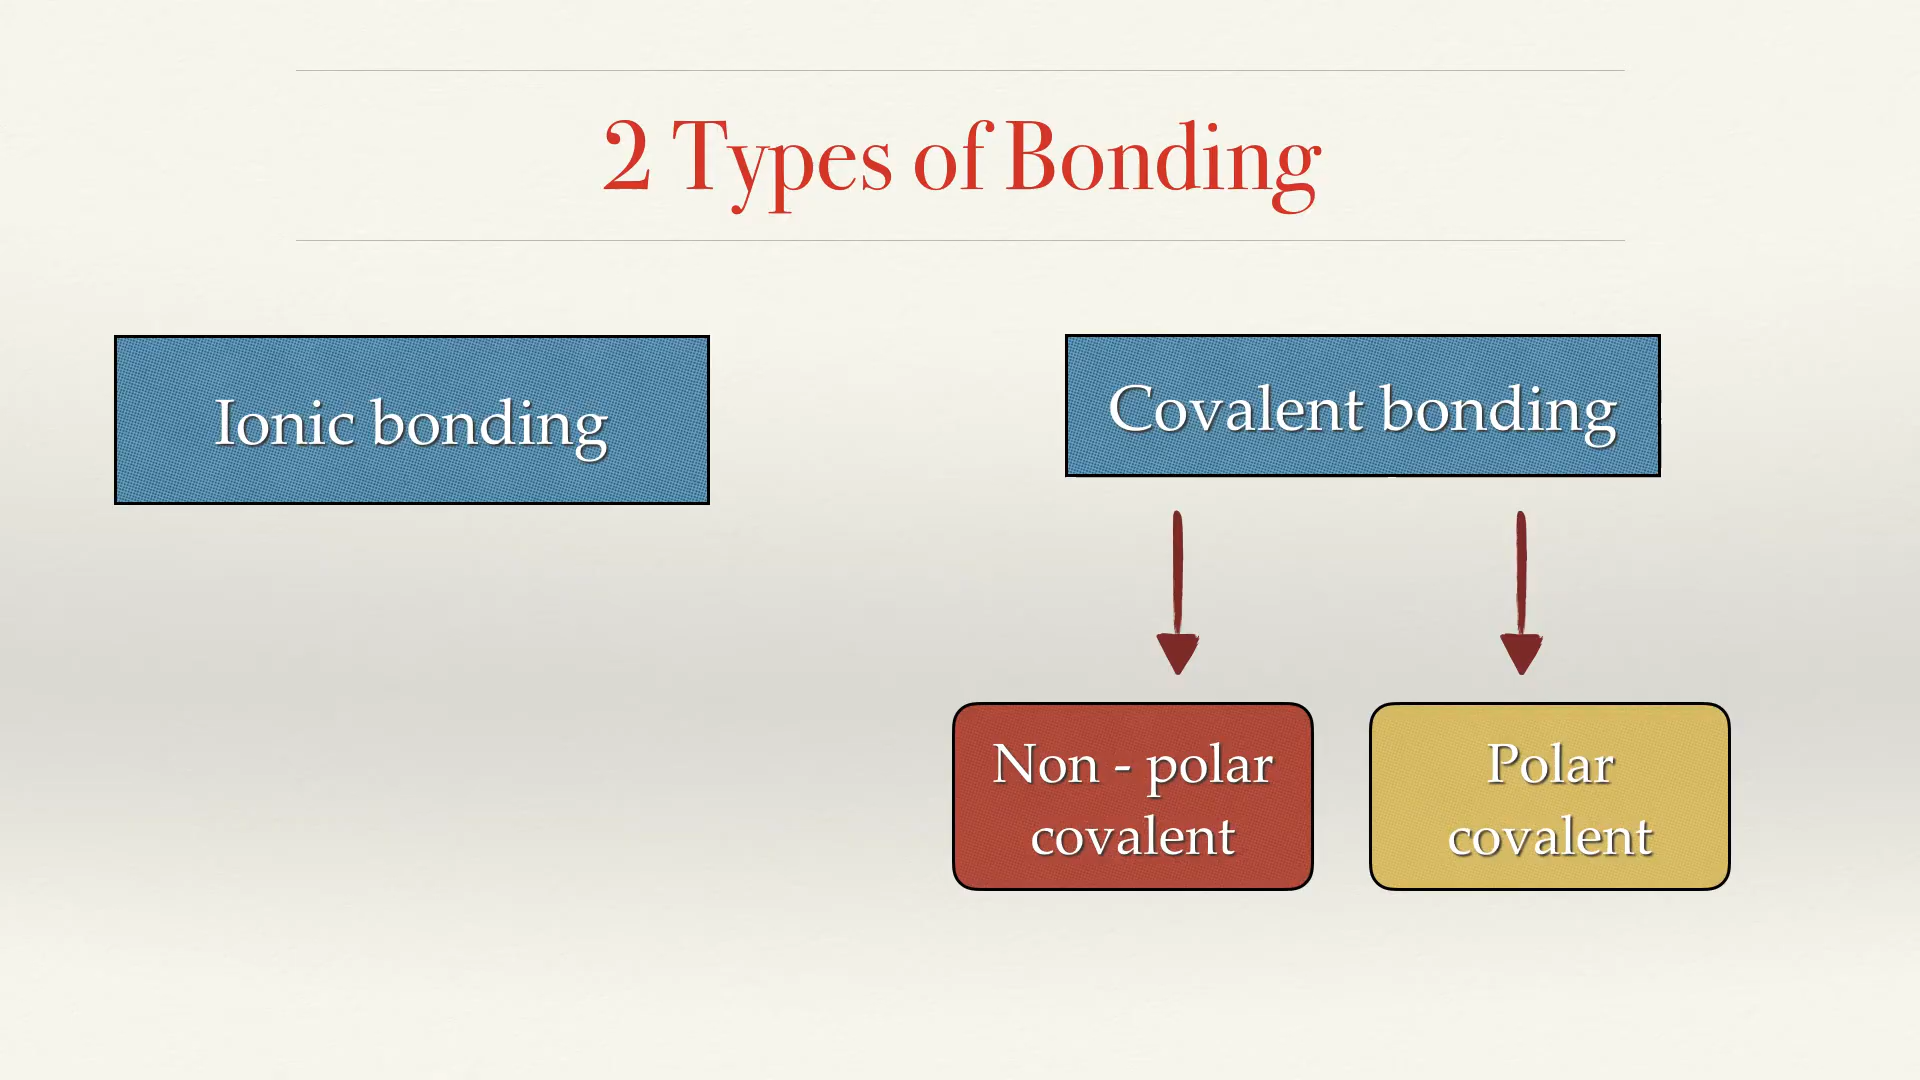 2 Types of Bonding
Ionic bonding
Covalent bonding
Non - polar
covalent
Polar
covalent